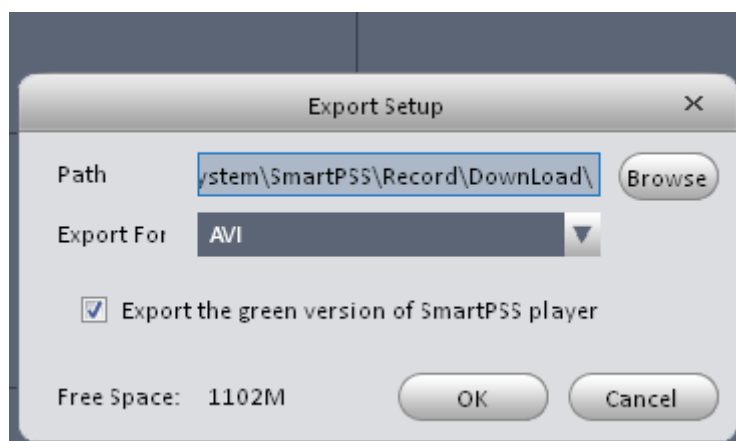 Export Setup
Path ystem\SmartPSS\Record\DownLoad\ Browse
Export For AVI
Export the green version of SmartPSS player
Free Space: 1102M OK Cancel